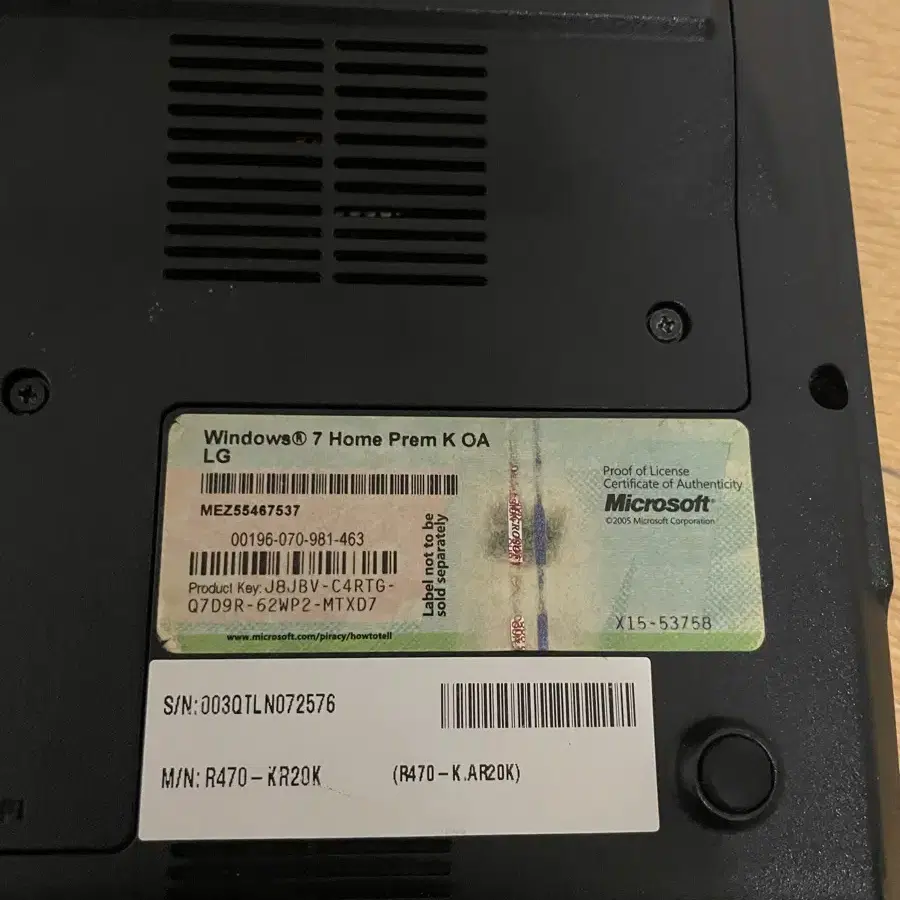 Windows® 7 Home Prem K OA
LG
MEZ55467537
00196-070-981-463
Product Key: J8JBV-C4RTG-
Q7D9R-62WP2-MTXD7
www.microsoft.com/piracy/howtotell
Label not to be
sold separately
Proof of License
Certificate of Authenticity
Microsoft®
©2005 Microsoft Corporation
X15-53758
S/N:003QTLN072576
M/N: R470-KR20K (R470-K.AR20K)